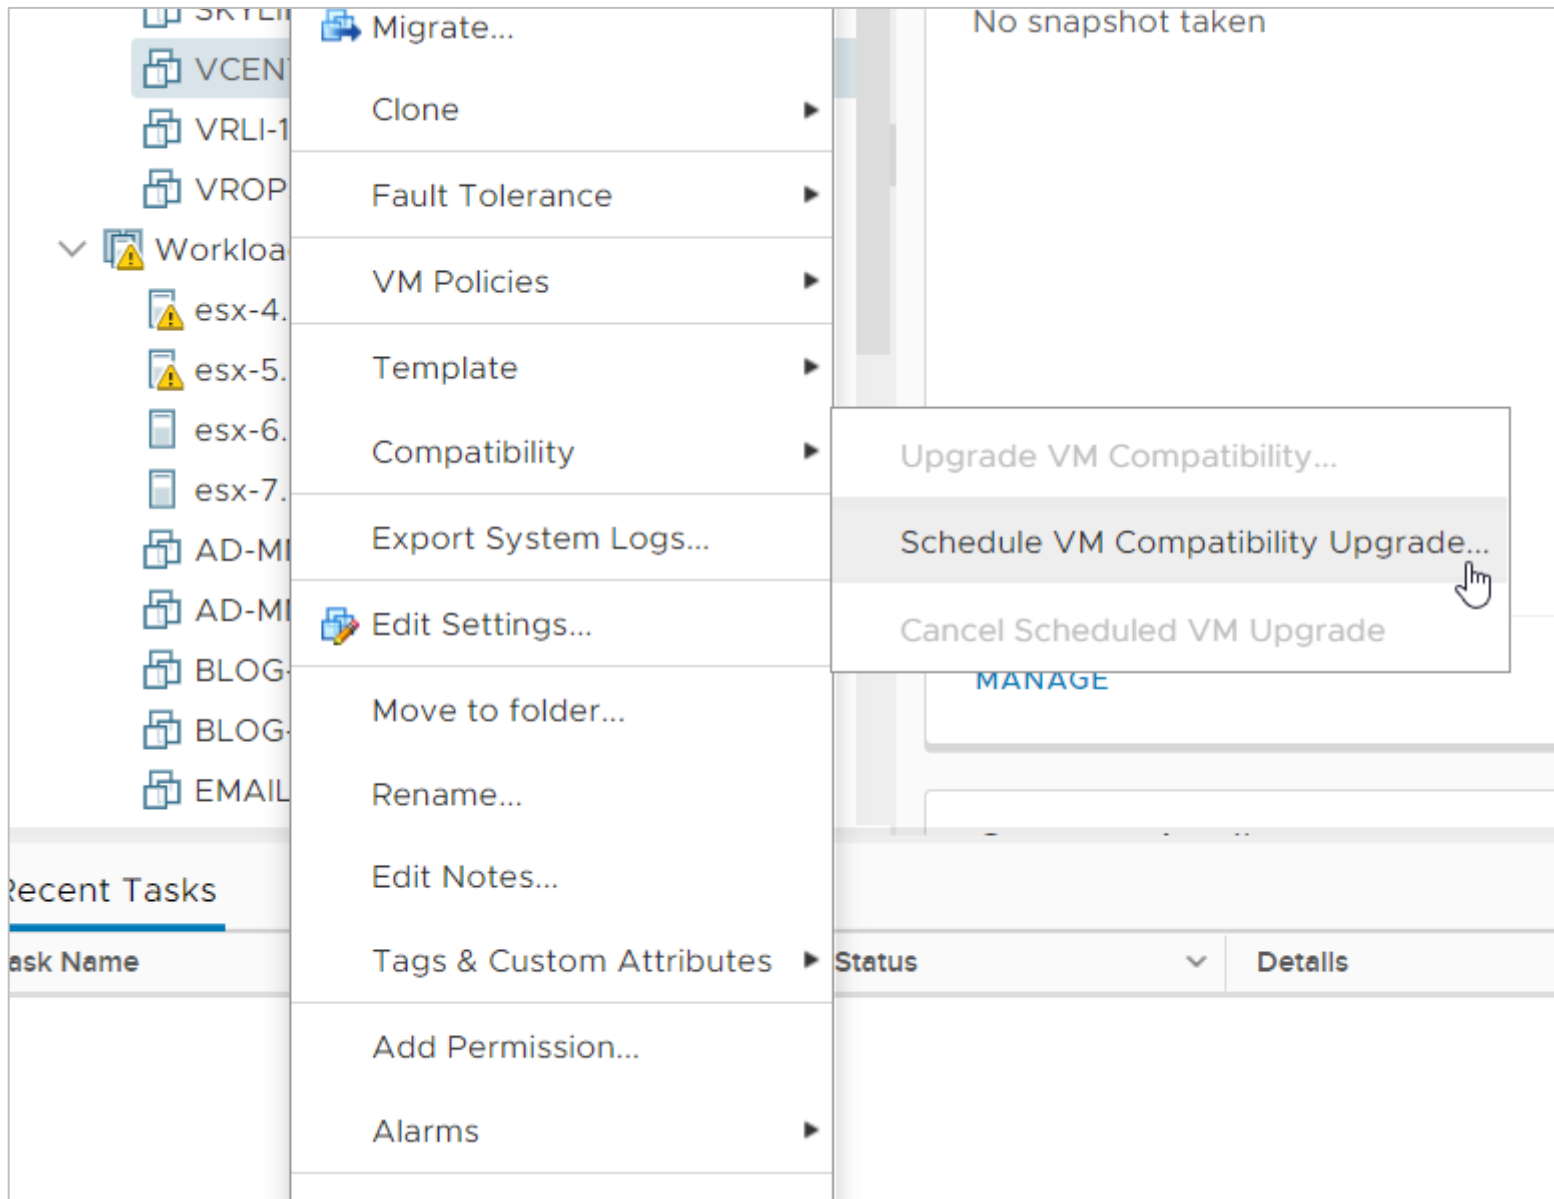 VCEN
VRLI-1
VROP
Workloa
esx-4.
esx-5.
esx-6.
esx-7.
AD-M
AD-M
BLOG-
BLOG-
EMAIL
Migrate...
Clone
Fault Tolerance
VM Policies
Template
Compatibility
Export System Logs...
Edit Settings...
Move to folder...
Rename...
Edit Notes...
Tags & Custom Attributes
Add Permission...
Alarms
Upgrade VM Compatibility...
Schedule VM Compatibility Upgrade...
Cancel Scheduled VM Upgrade
No snapshot taken
MANAGE
Recent Tasks
ask Name
Status
Details